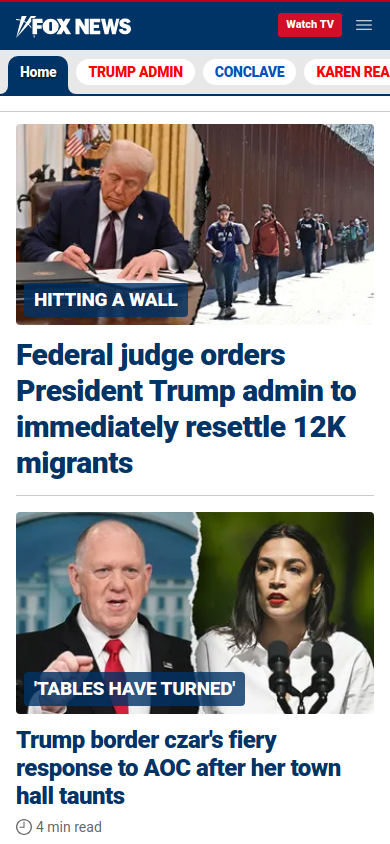 FOX NEWS
Watch TV
Home
TRUMP ADMIN
CONCLAVE
KAREN REA
HITTING A WALL
Federal judge orders
President Trump admin to
immediately resettle 12K
migrants
'TABLES HAVE TURNED'
Trump border czar's fiery
response to AOC after her town
hall taunts
4 min read